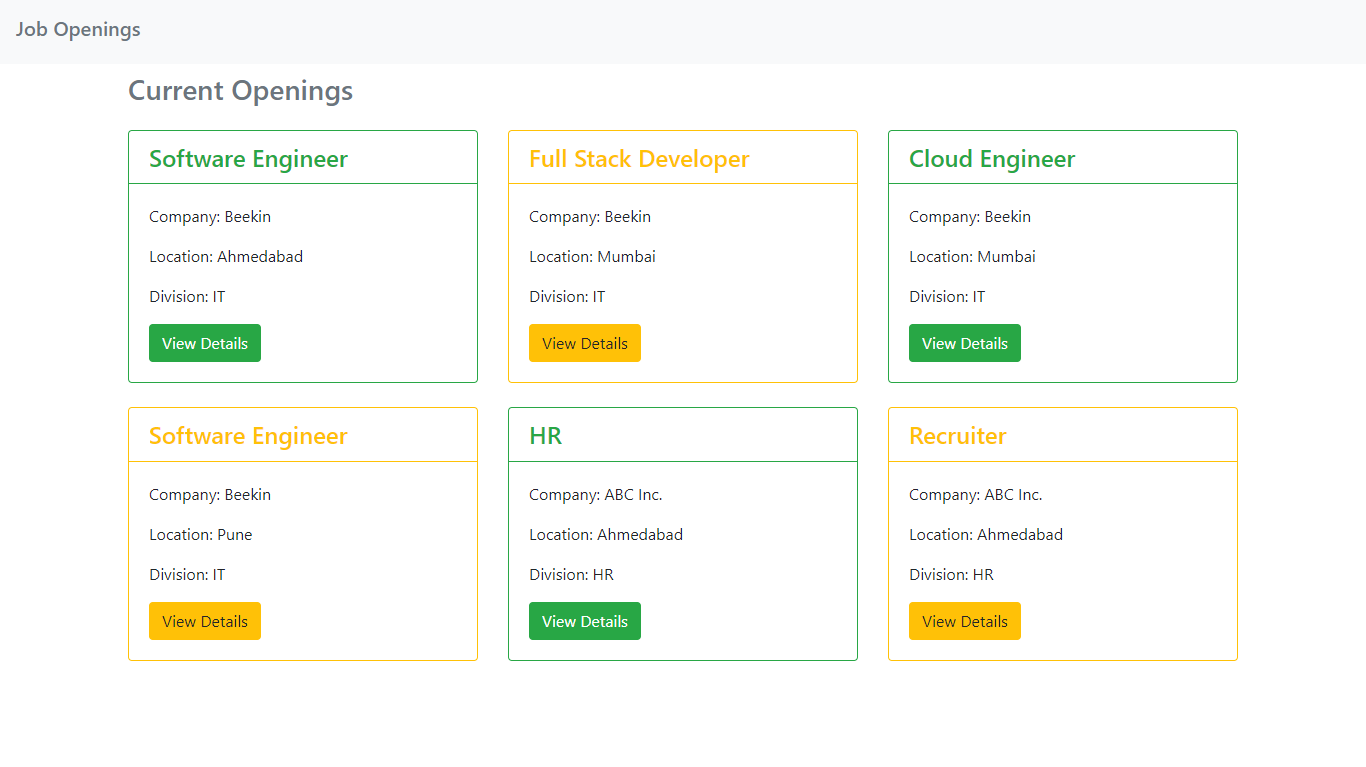 Job Openings
Current Openings
Software Engineer
Company: Beekin
Location: Ahmedabad
Division: IT
View Details
Full Stack Developer
Company: Beekin
Location: Mumbai
Division: IT
View Details
Cloud Engineer
Company: Beekin
Location: Mumbai
Division: IT
View Details
Software Engineer
Company: Beekin
Location: Pune
Division: IT
View Details
HR
Company: ABC Inc.
Location: Ahmedabad
Division: HR
View Details
Recruiter
Company: ABC Inc.
Location: Ahmedabad
Division: HR
View Details